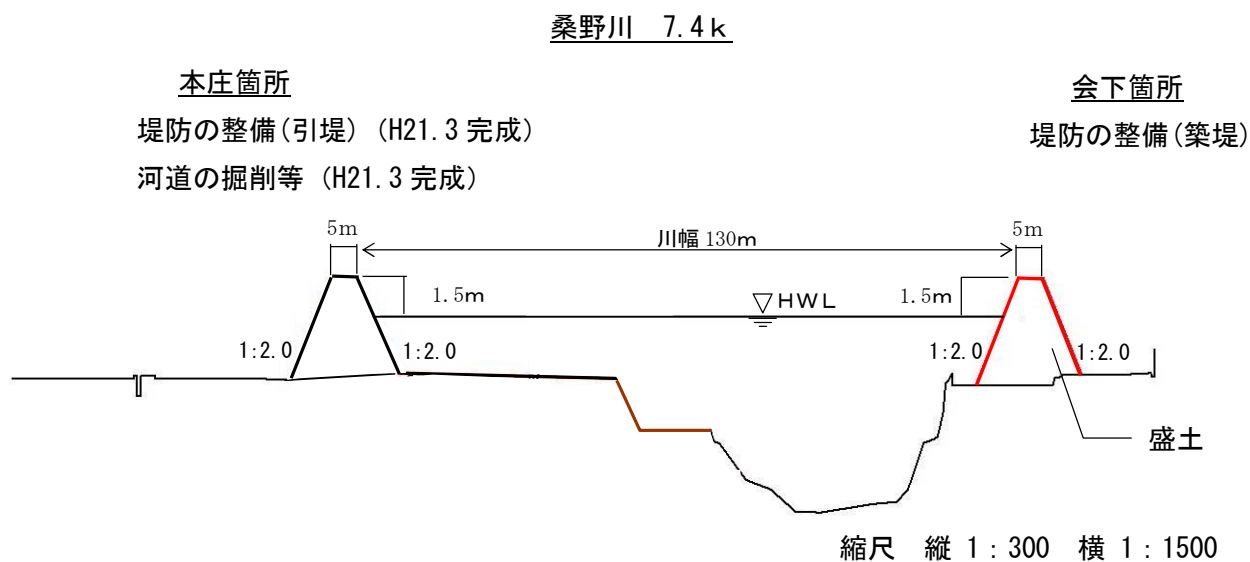 桑野川　7.4ｋ
本庄箇所
堤防の整備(引堤) (H21.3 完成)
河道の掘削等 (H21.3 完成)
会下箇所
堤防の整備(築堤)
5m
川幅 130ｍ
5m
1.5ｍ
▽ＨＷＬ
1.5ｍ
1:2.0
1:2.0
1:2.0
1:2.0
盛土
縮尺　縦 1：300　横 1：1500